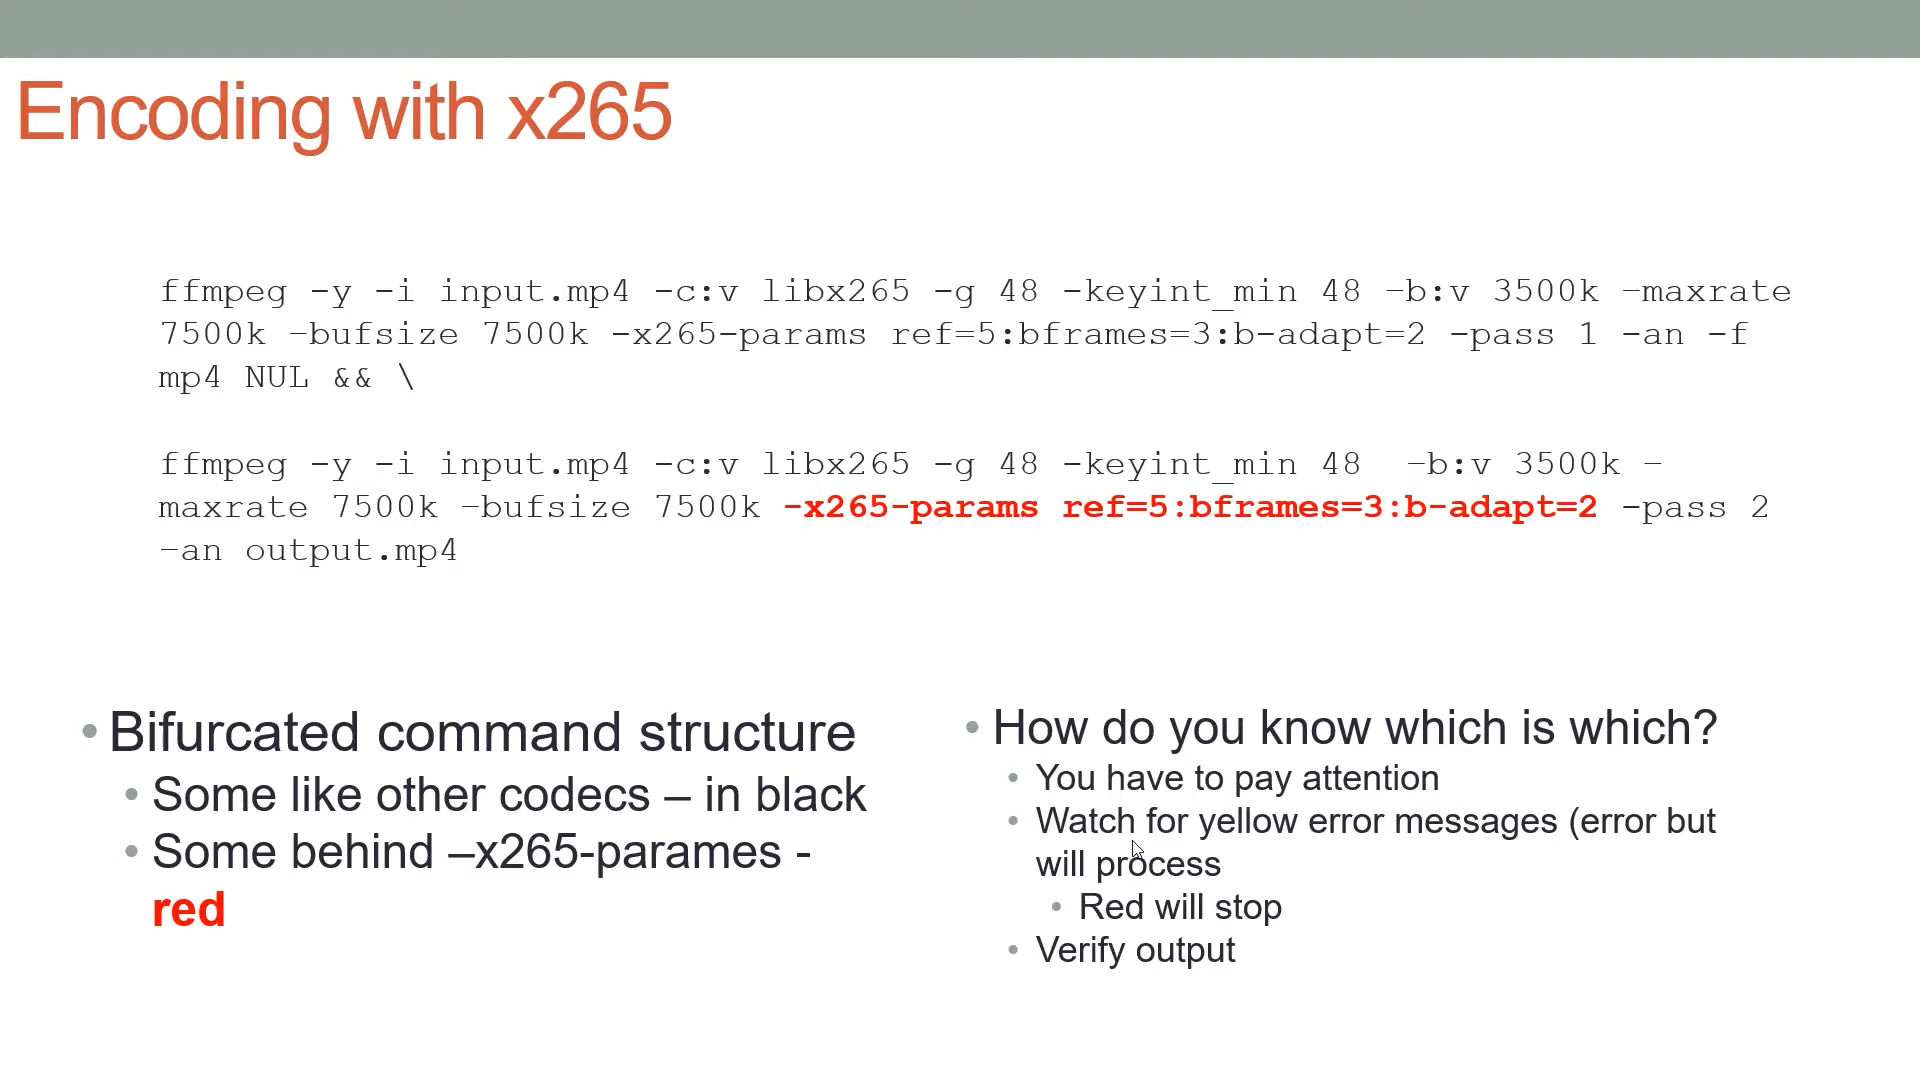 Encoding with x265
ffmpeg -y -i input.mp4 -c:v libx265 -g 48 -keyint_min 48 –b:v 3500k –maxrate
7500k –bufsize 7500k -x265-params ref=5:bframes=3:b-adapt=2 -pass 1 -an -f
mp4 NUL && \
ffmpeg -y -i input.mp4 -c:v libx265 -g 48 -keyint_min 48  –b:v 3500k –
maxrate 7500k –bufsize 7500k -x265-params ref=5:bframes=3:b-adapt=2 -pass 2
–an output.mp4
• Bifurcated command structure
• Some like other codecs – in black
• Some behind –x265-parames -
red
• How do you know which is which?
• You have to pay attention
• Watch for yellow error messages (error but
will process
• Red will stop
• Verify output